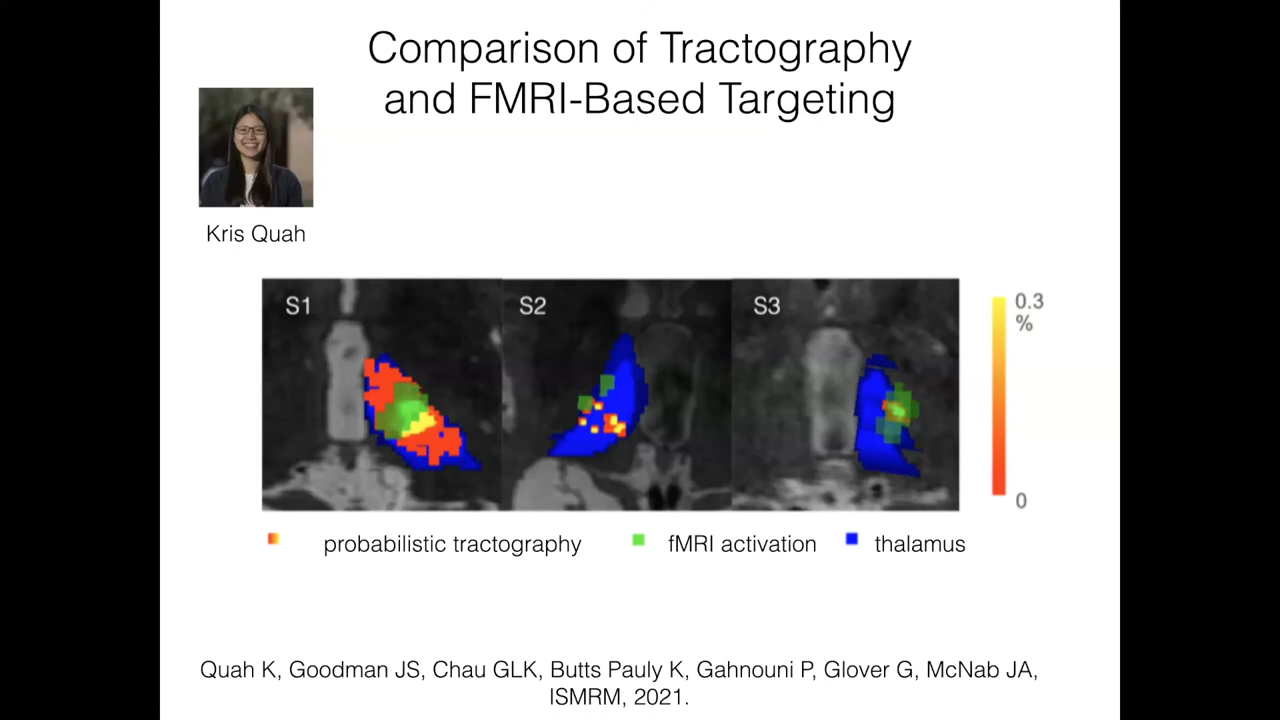 Comparison of Tractography
and FMRI-Based Targeting
Kris Quah
S1
S2
S3
0.3
%
0
probabilistic tractography
fMRI activation
thalamus
Quah K, Goodman JS, Chau GLK, Butts Pauly K, Gahnouni P, Glover G, McNab JA,
ISMRM, 2021.